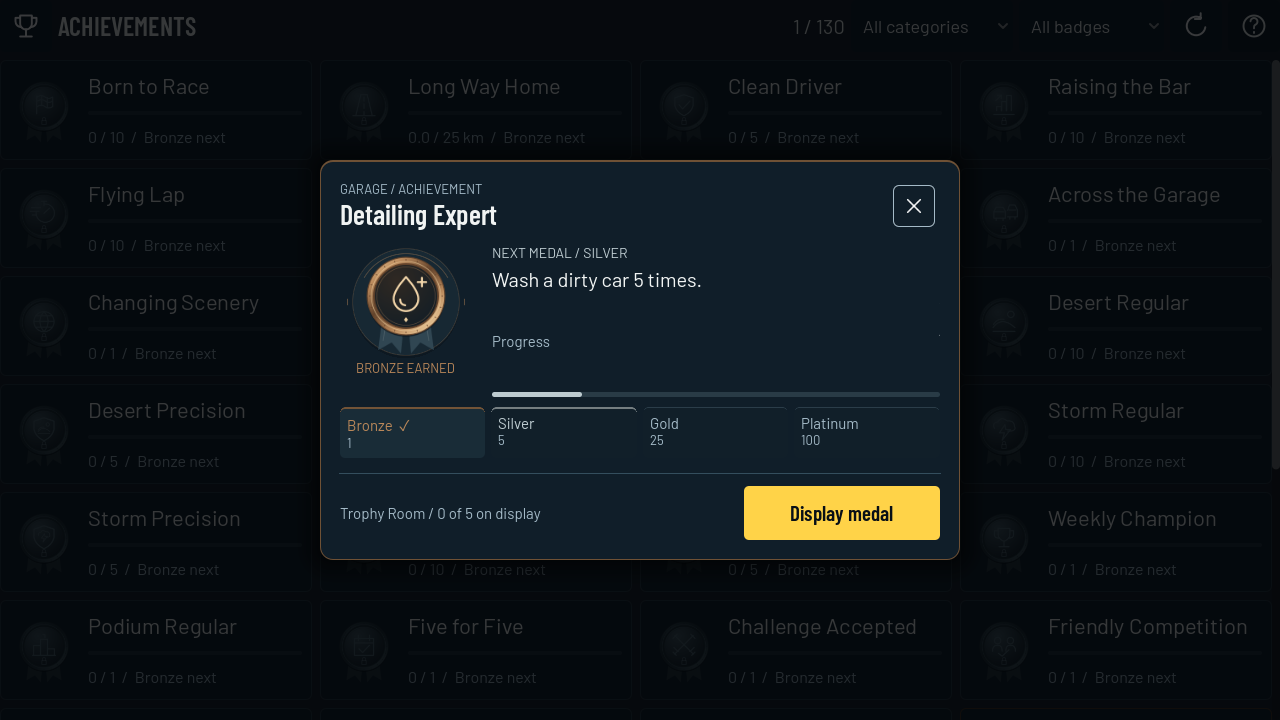 ACHIEVEMENTS
1 / 130
All categories
All badges
Born to Race
0 / 10 / Bronze next
Long Way Home
0.0 / 25 km / Bronze next
Clean Driver
0 / 5 / Bronze next
Raising the Bar
0 / 10 / Bronze next
Flying Lap
0 / 10 / Bronze next
Across the Garage
0 / 1 / Bronze next
Changing Scenery
0 / 1 / Bronze next
Desert Regular
0 / 10 / Bronze next
Desert Precision
0 / 5 / Bronze next
Storm Regular
0 / 10 / Bronze next
GARAGE / ACHIEVEMENT
Detailing Expert
NEXT MEDAL / SILVER
Wash a dirty car 5 times.
Progress
BRONZE EARNED
Bronze ✓
1
Silver
5
Gold
25
Platinum
100
Trophy Room / 0 of 5 on display
Display medal
Storm Precision
0 / 5 / Bronze next
0 / 10 / Bronze next
0 / 5 / Bronze next
Weekly Champion
0 / 1 / Bronze next
Podium Regular
0 / 1 / Bronze next
Five for Five
0 / 1 / Bronze next
Challenge Accepted
0 / 1 / Bronze next
Friendly Competition
0 / 1 / Bronze next